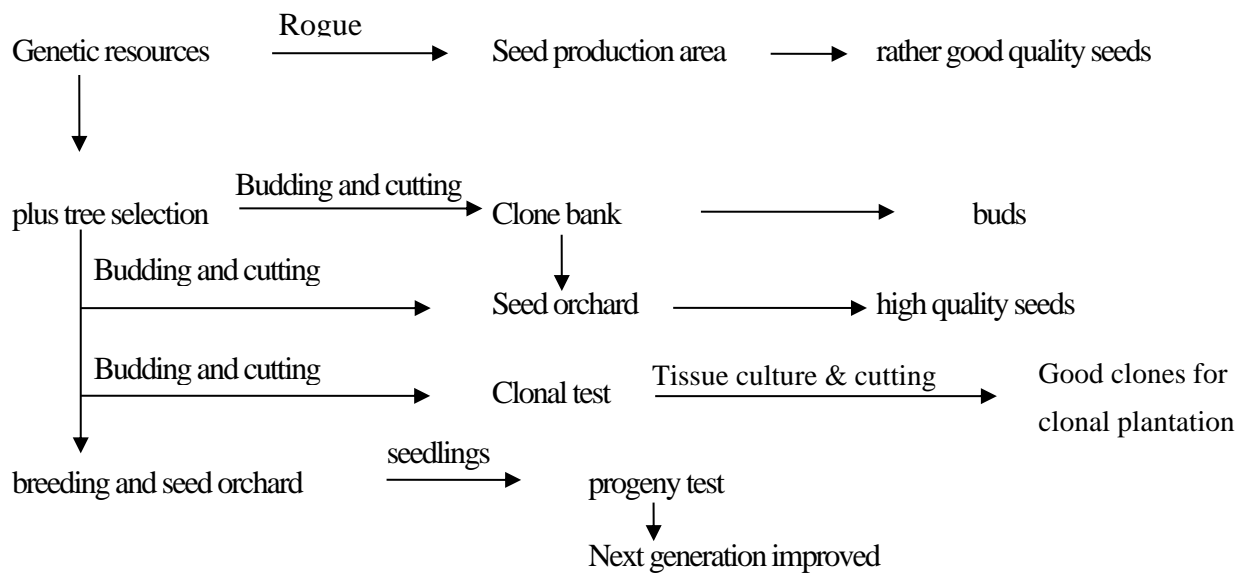 Rogue
Genetic resources Seed production area rather good quality seeds
Budding and cutting
plus tree selection Clone bank buds
Budding and cutting
Seed orchard high quality seeds
Budding and cutting Tissue culture & cutting Good clones for
Clonal test clonal plantation
seedlings
breeding and seed orchard progeny test
Next generation improved